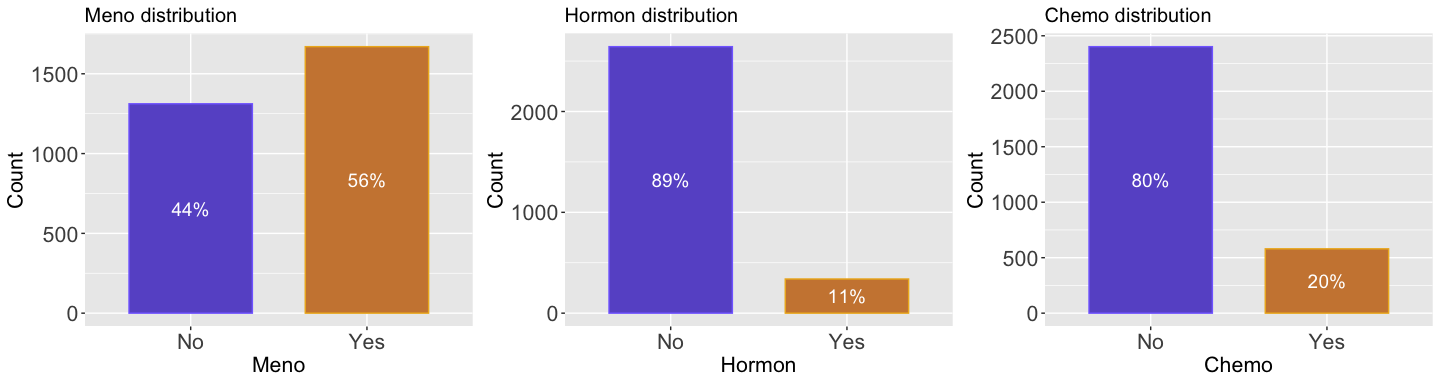 Meno distribution
Count
1500
1000
500
0
44%
56%
No
Yes
Meno
Hormon distribution
Count
2000
1000
0
89%
11%
No
Yes
Hormon
Chemo distribution
Count
2500
2000
1500
1000
500
0
80%
20%
No
Yes
Chemo